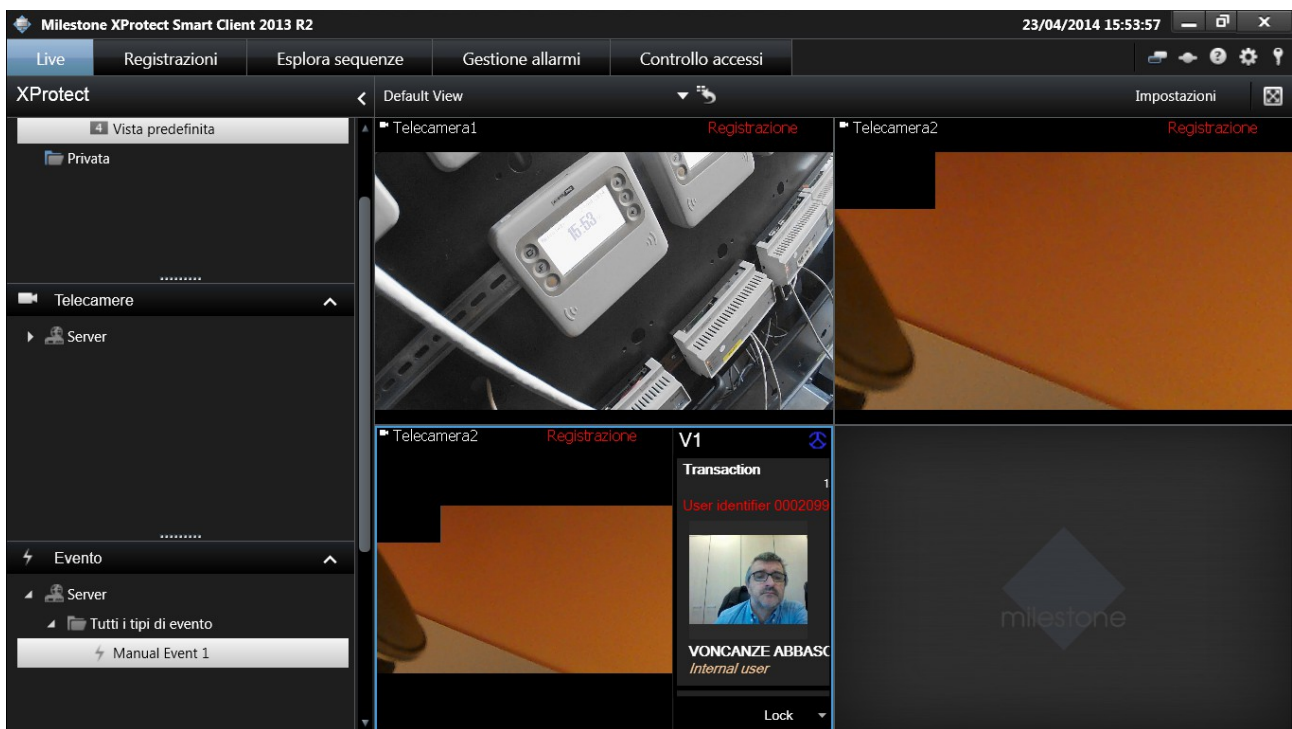 Milestone XProtect Smart Client 2013 R2
23/04/2014 15:53:57
Live
Registrazioni
Esplora sequenze
Gestione allarmi
Controllo accessi
XProtect
Default View
Impostazioni
4 Vista predefinita
Privata
Telecamere
Server
Evento
Server
Tutti i tipi di evento
Manual Event 1
Telecamera1
Registrazione
15:53
Telecamera2
Registrazione
Telecamera2
Registrazione
V1
Transaction
1
User identifier 0002099
VONCANZE ABBASC
Internal user
Lock
milestone